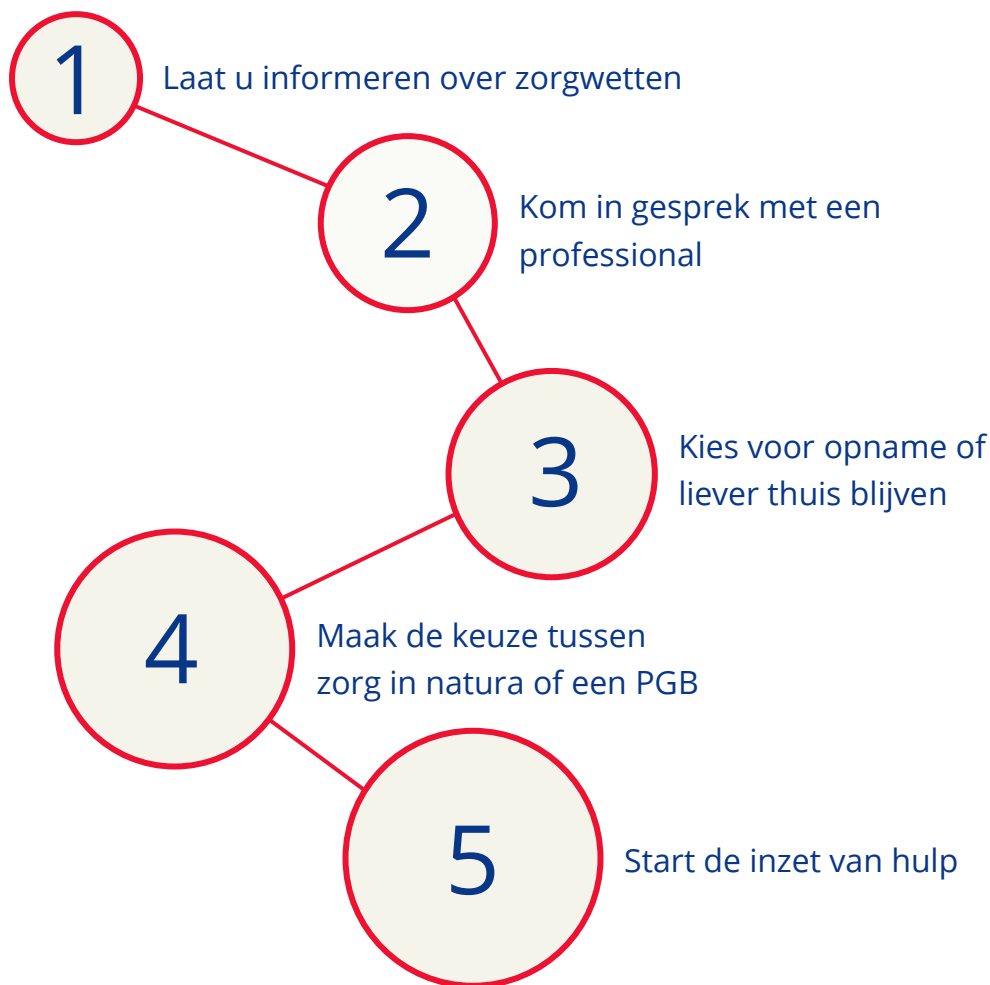 1
Laat u informeren over zorgwetten
2
Kom in gesprek met een
professional
3
Kies voor opname of
liever thuis blijven
4
Maak de keuze tussen
zorg in natura of een PGB
5
Start de inzet van hulp